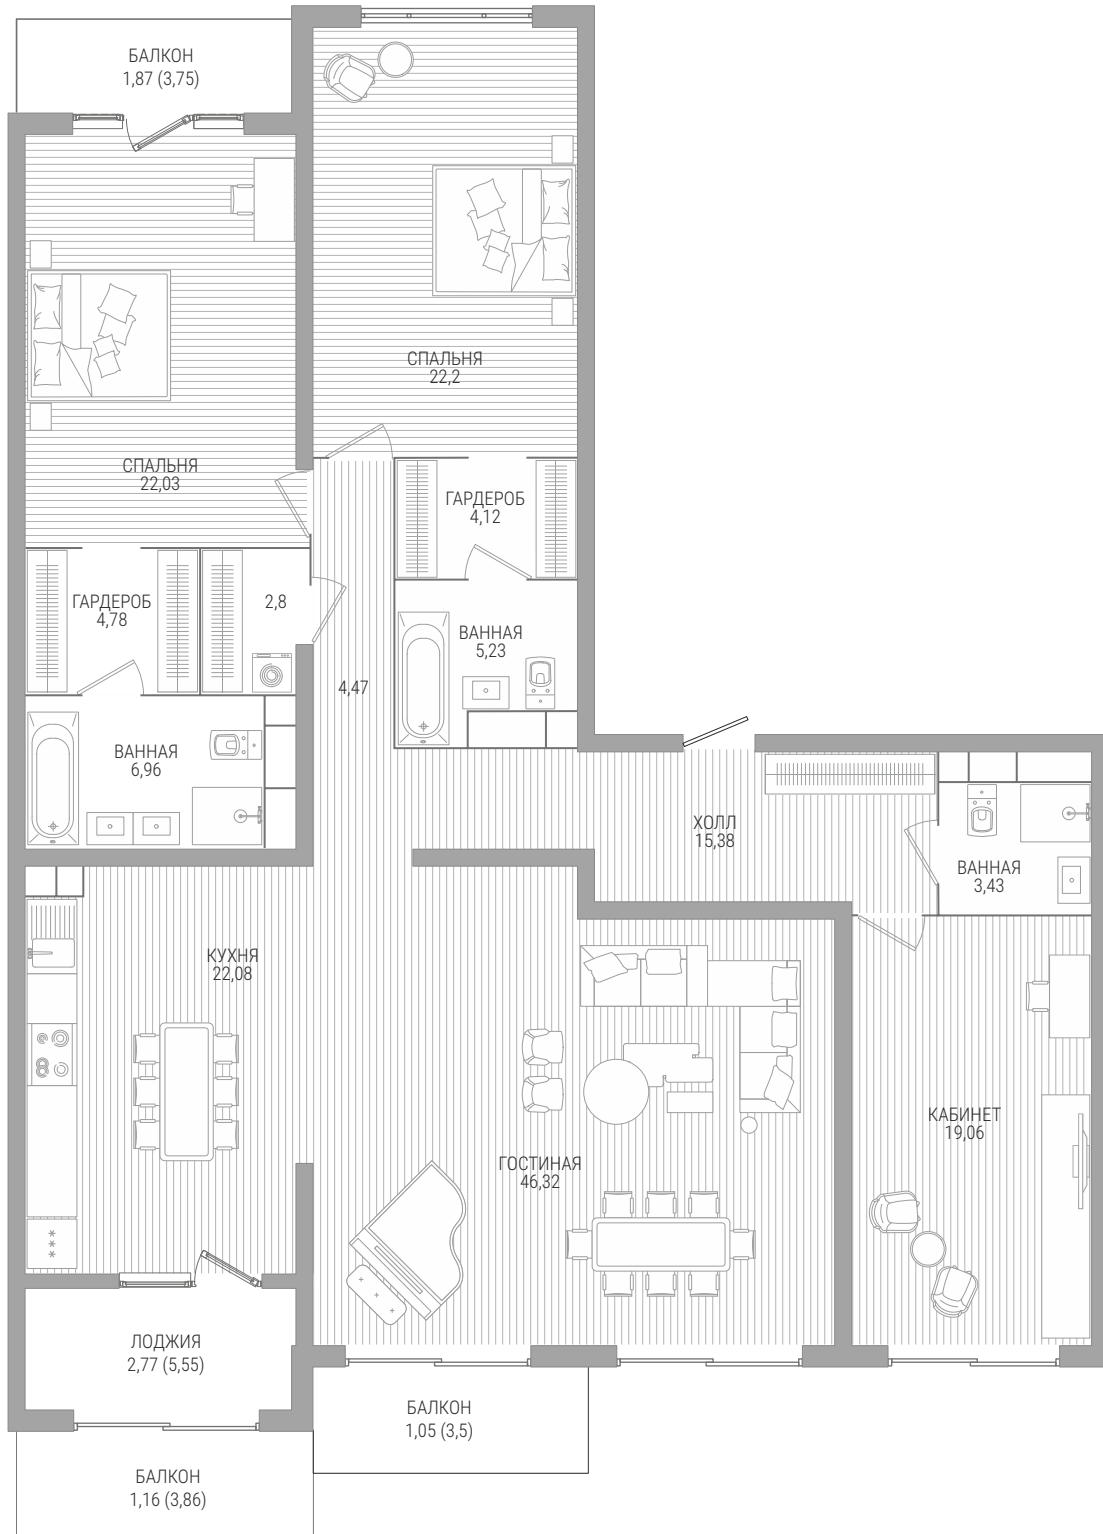 БАЛКОН
1,87 (3,75)
СПАЛЬНЯ
22,2
СПАЛЬНЯ
22,03
ГАРДЕРОБ
4,12
ГАРДЕРОБ
4,78
2,8
ВАННАЯ
5,23
4,47
ВАННАЯ
6,96
ХОЛЛ
15,38
ВАННАЯ
3,43
КУХНЯ
22,08
КАБИНЕТ
19,06
ГОСТИНАЯ
46,32
ЛОДЖИЯ
2,77 (5,55)
БАЛКОН
1,05 (3,5)
БАЛКОН
1,16 (3,86)